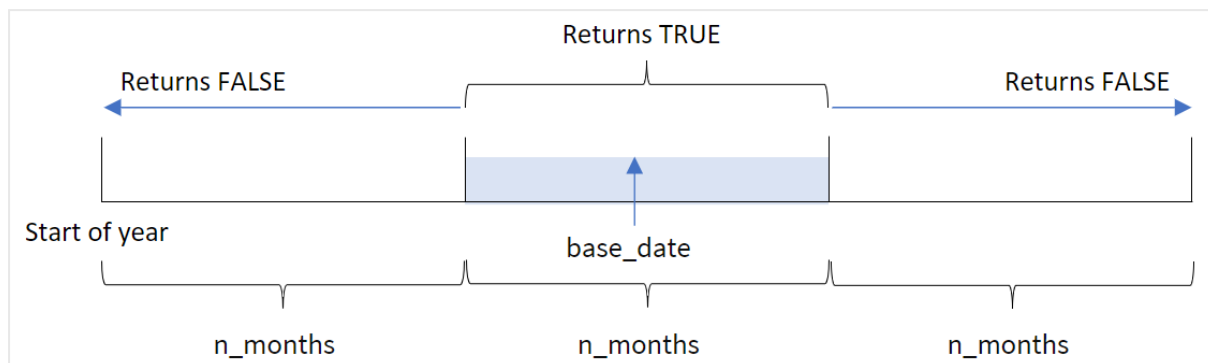 Returns TRUE
Returns FALSE
Returns FALSE
Start of year
base_date
n_months
n_months
n_months